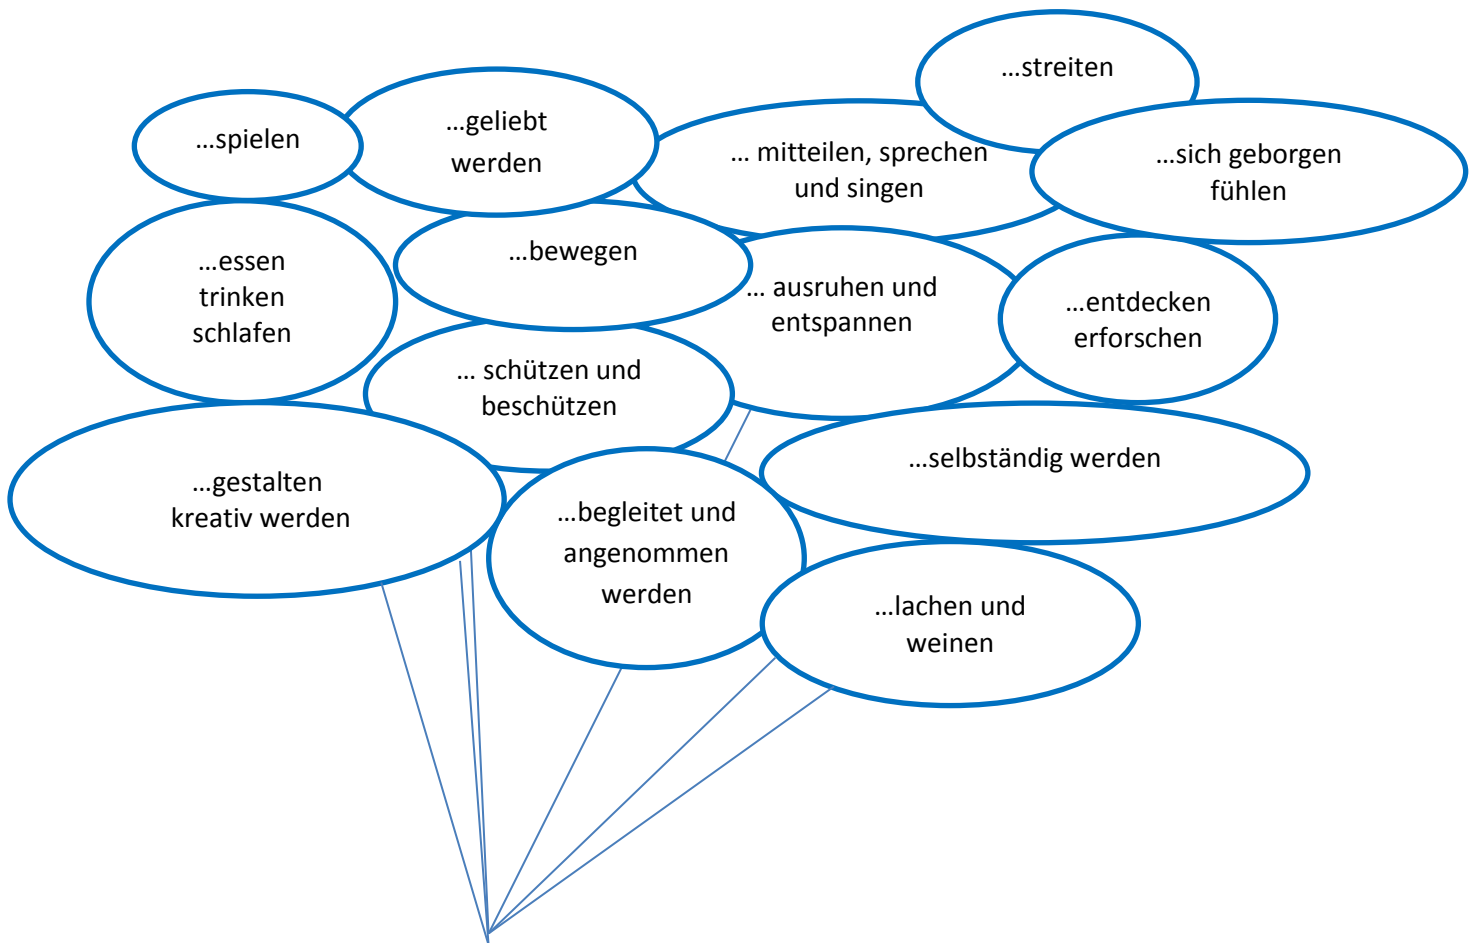 ...streiten
...geliebt
werden
...spielen
... mitteilen, sprechen
und singen
...sich geborgen
fühlen
...bewegen
...essen
trinken
schlafen
... ausruhen und
entspannen
...entdecken
erforschen
... schützen und
beschützen
...selbständig werden
...gestalten
kreativ werden
...begleitet und
angenommen
werden
...lachen und
weinen